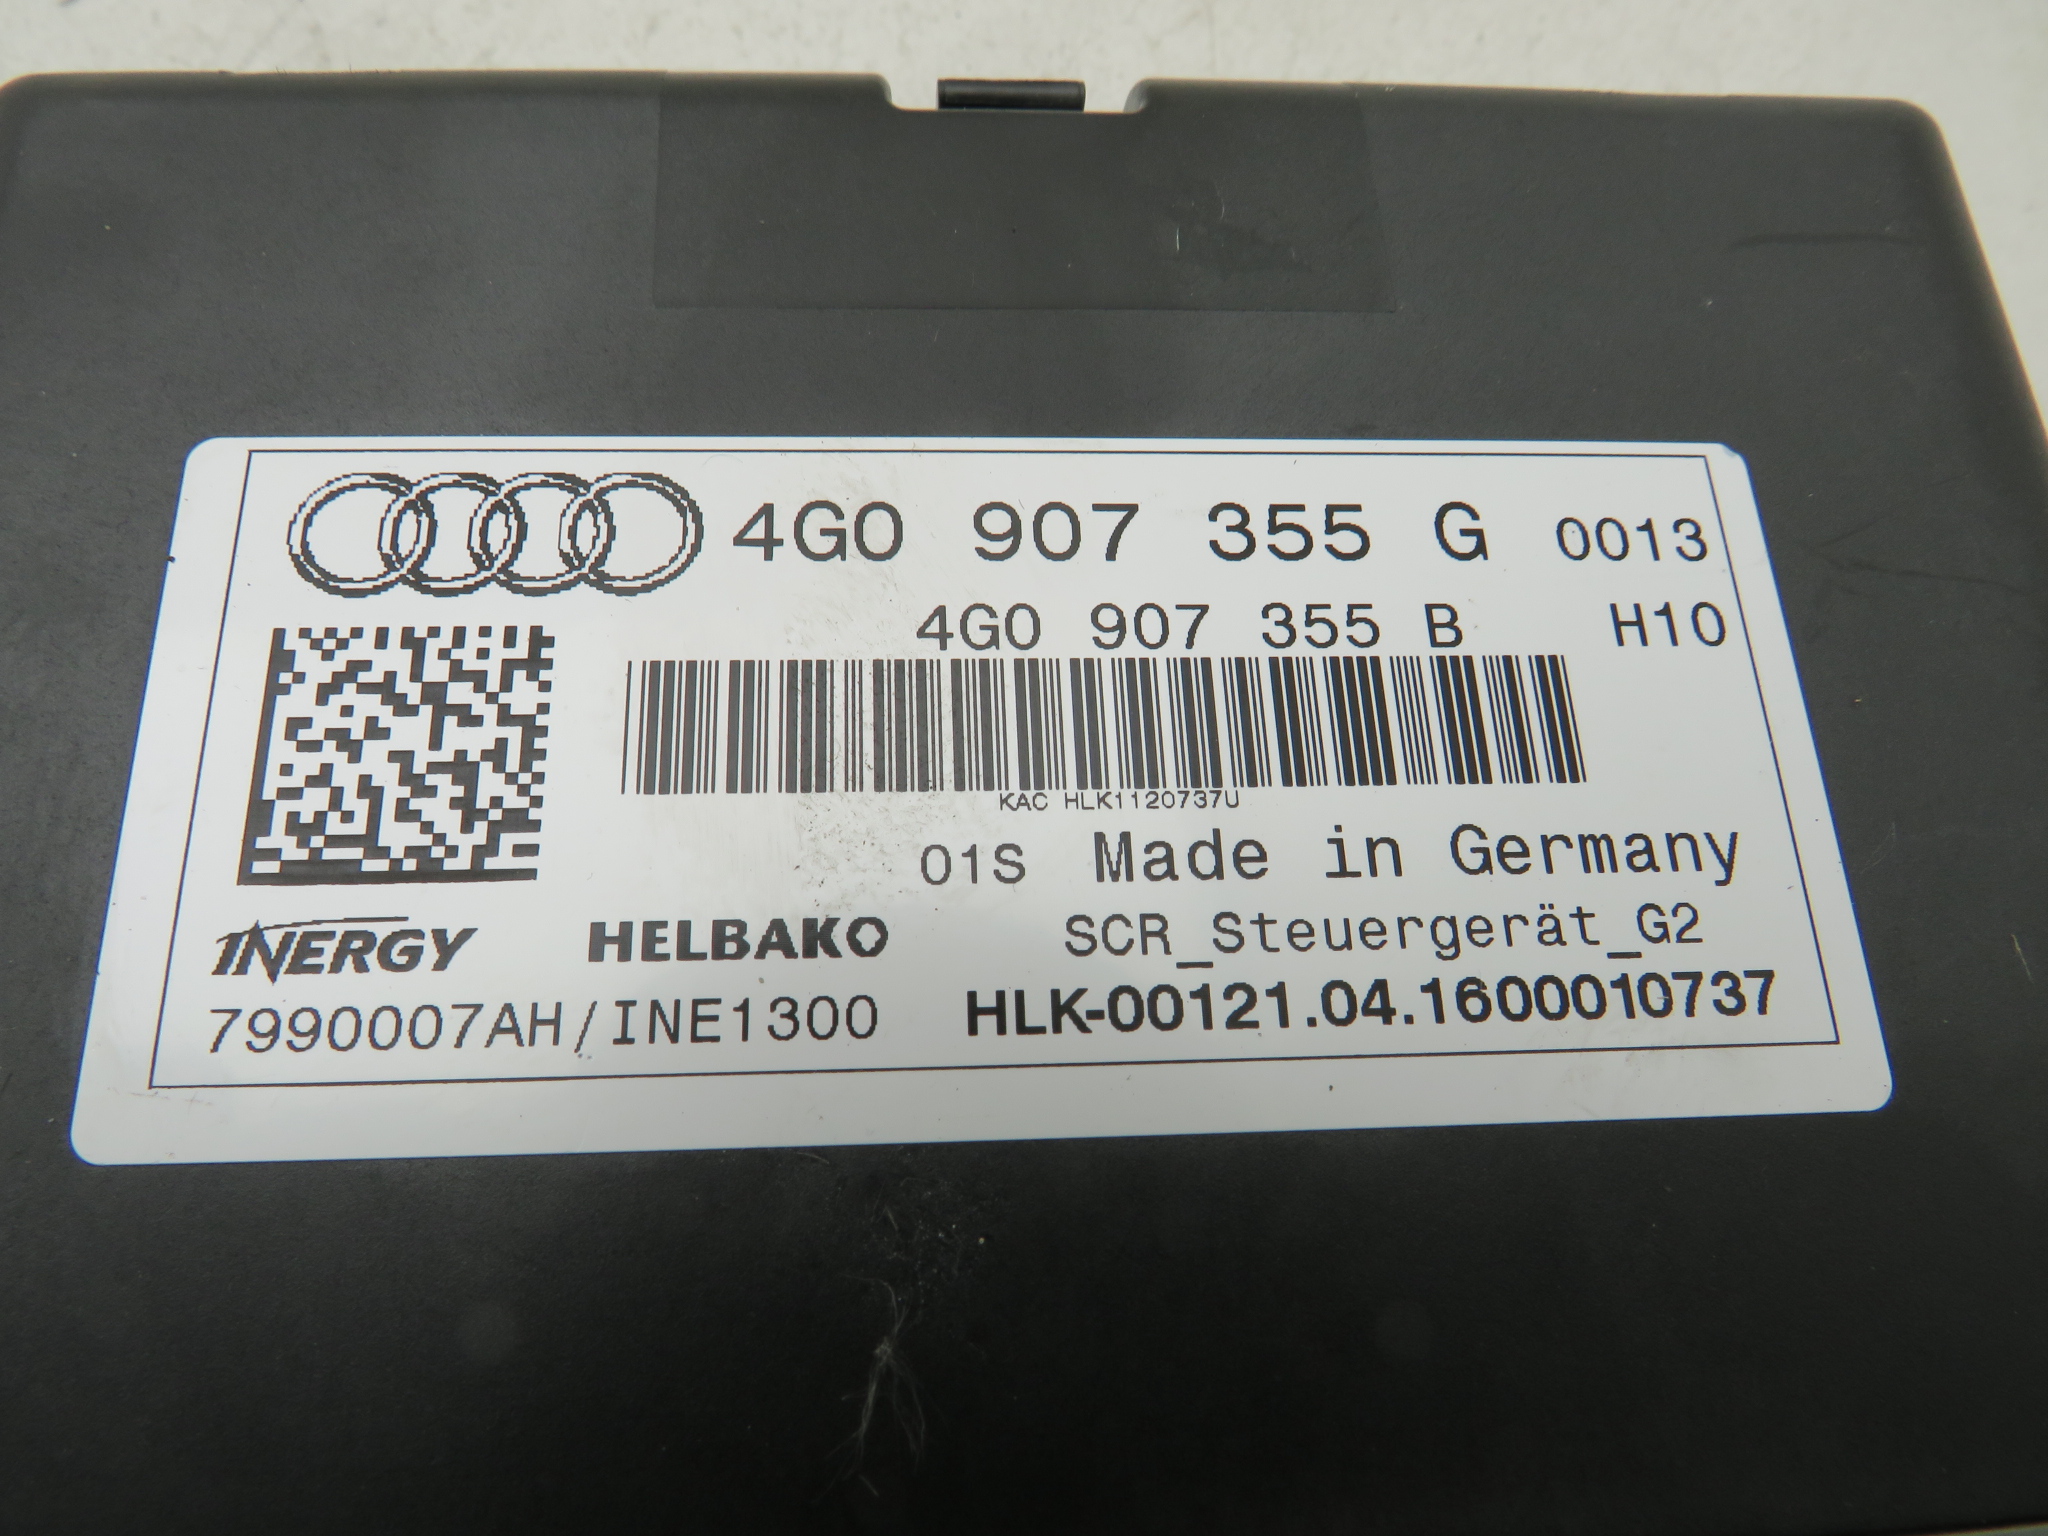 4G0 907 355 G 0013
4G0 907 355 B H10
KAC HLK1120737U
01S Made in Germany
INERGY HELBAKO SCR_Steuergerät_G2
7990007AH/INE1300 HLK-00121.04.1600010737